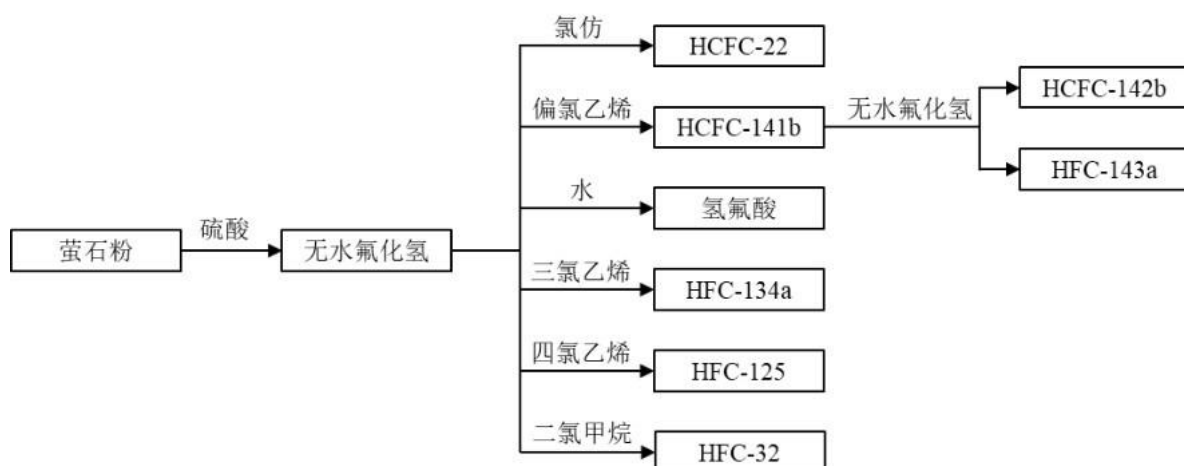 氯仿
HCFC-22
偏氯乙烯
HCFC-141b
无水氟化氢
HCFC-142b
HFC-143a
水
氢氟酸
萤石粉
硫酸
无水氟化氢
三氯乙烯
HFC-134a
四氯乙烯
HFC-125
二氯甲烷
HFC-32